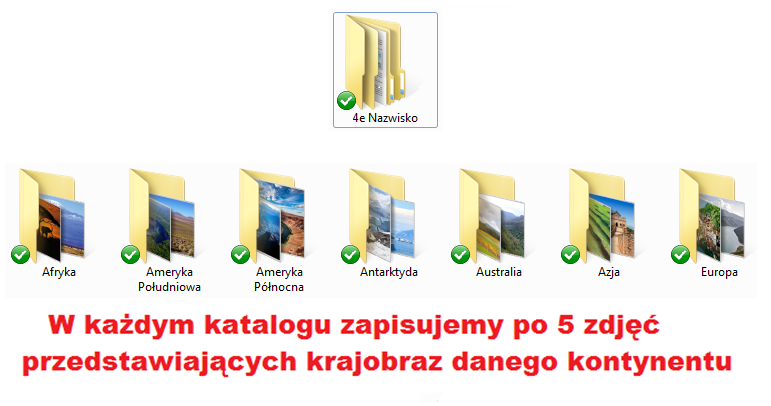 4e Nazwisko
Afryka
Ameryka
Południowa
Ameryka
Północna
Antarktyda
Australia
Azja
Europa
W każdym katalogu zapisujemy po 5 zdjęć
przedstawiających krajobraz danego kontynentu